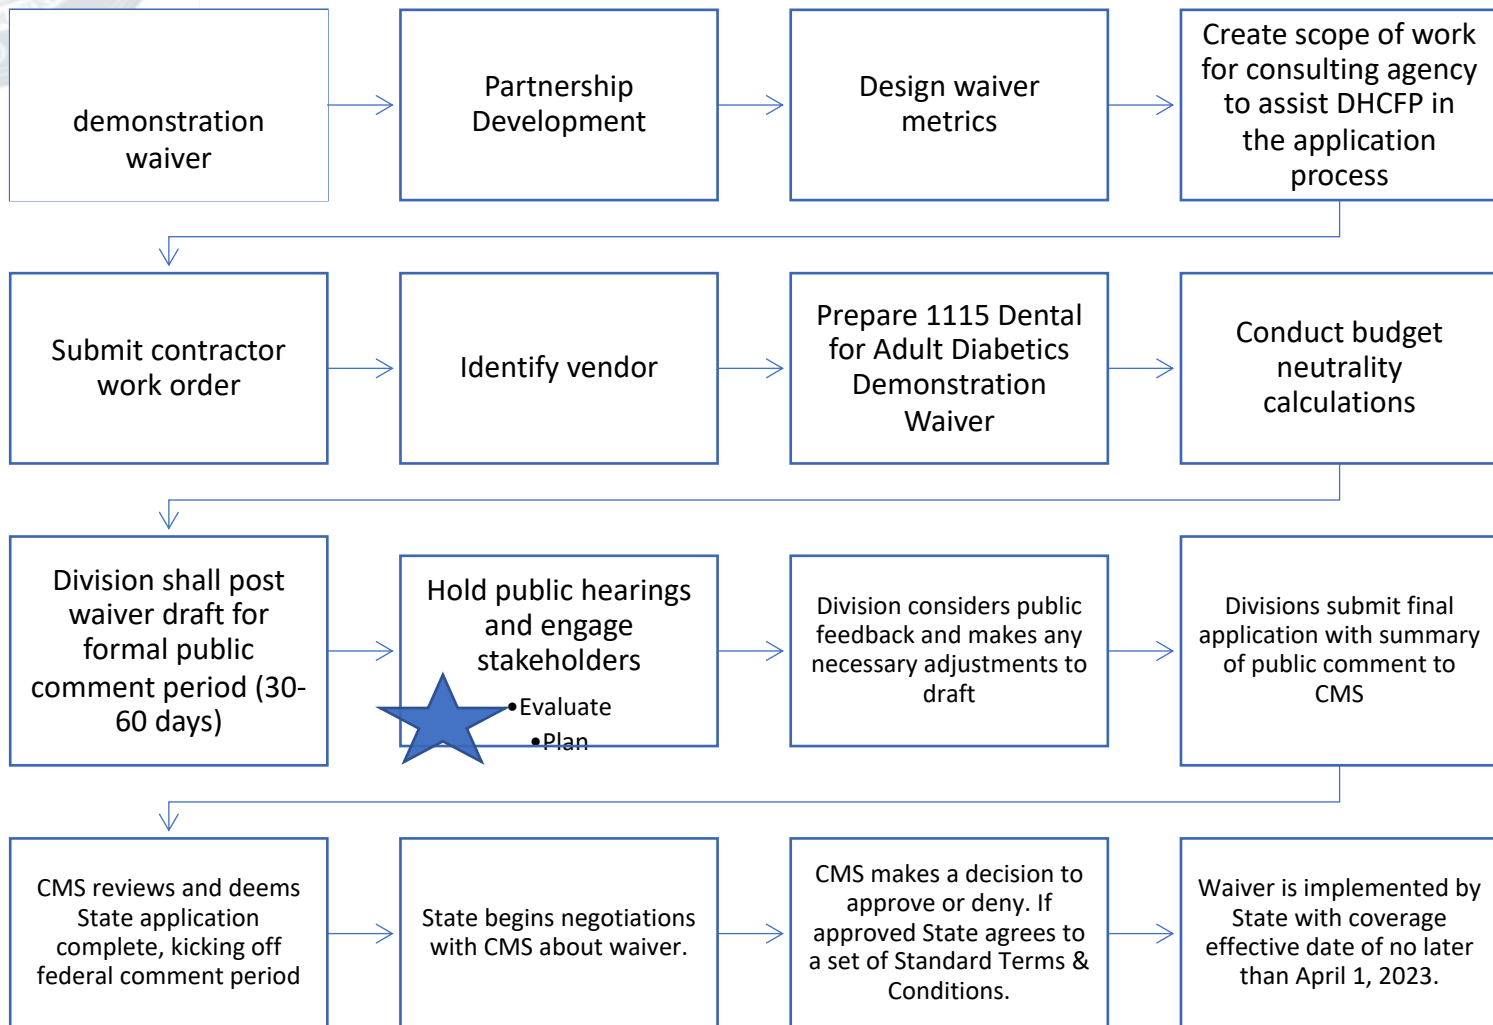 demonstration
waiver
Partnership
Development
Design waiver
metrics
Create scope of work
for consulting agency
to assist DHCFP in
the application
process
Submit contractor
work order
Identify vendor
Prepare 1115 Dental
for Adult Diabetics
Demonstration
Waiver
Conduct budget
neutrality
calculations
Division shall post
waiver draft for
formal public
comment period (30-
60 days)
Hold public hearings
and engage
stakeholders
•Evaluate
•Plan
Division considers public
feedback and makes any
necessary adjustments to
draft
Divisions submit final
application with summary
of public comment to
CMS
CMS reviews and deems
State application
complete, kicking off
federal comment period
State begins negotiations
with CMS about waiver.
CMS makes a decision to
approve or deny. If
approved State agrees to
a set of Standard Terms &
Conditions.
Waiver is implemented by
State with coverage
effective date of no later
than April 1, 2023.